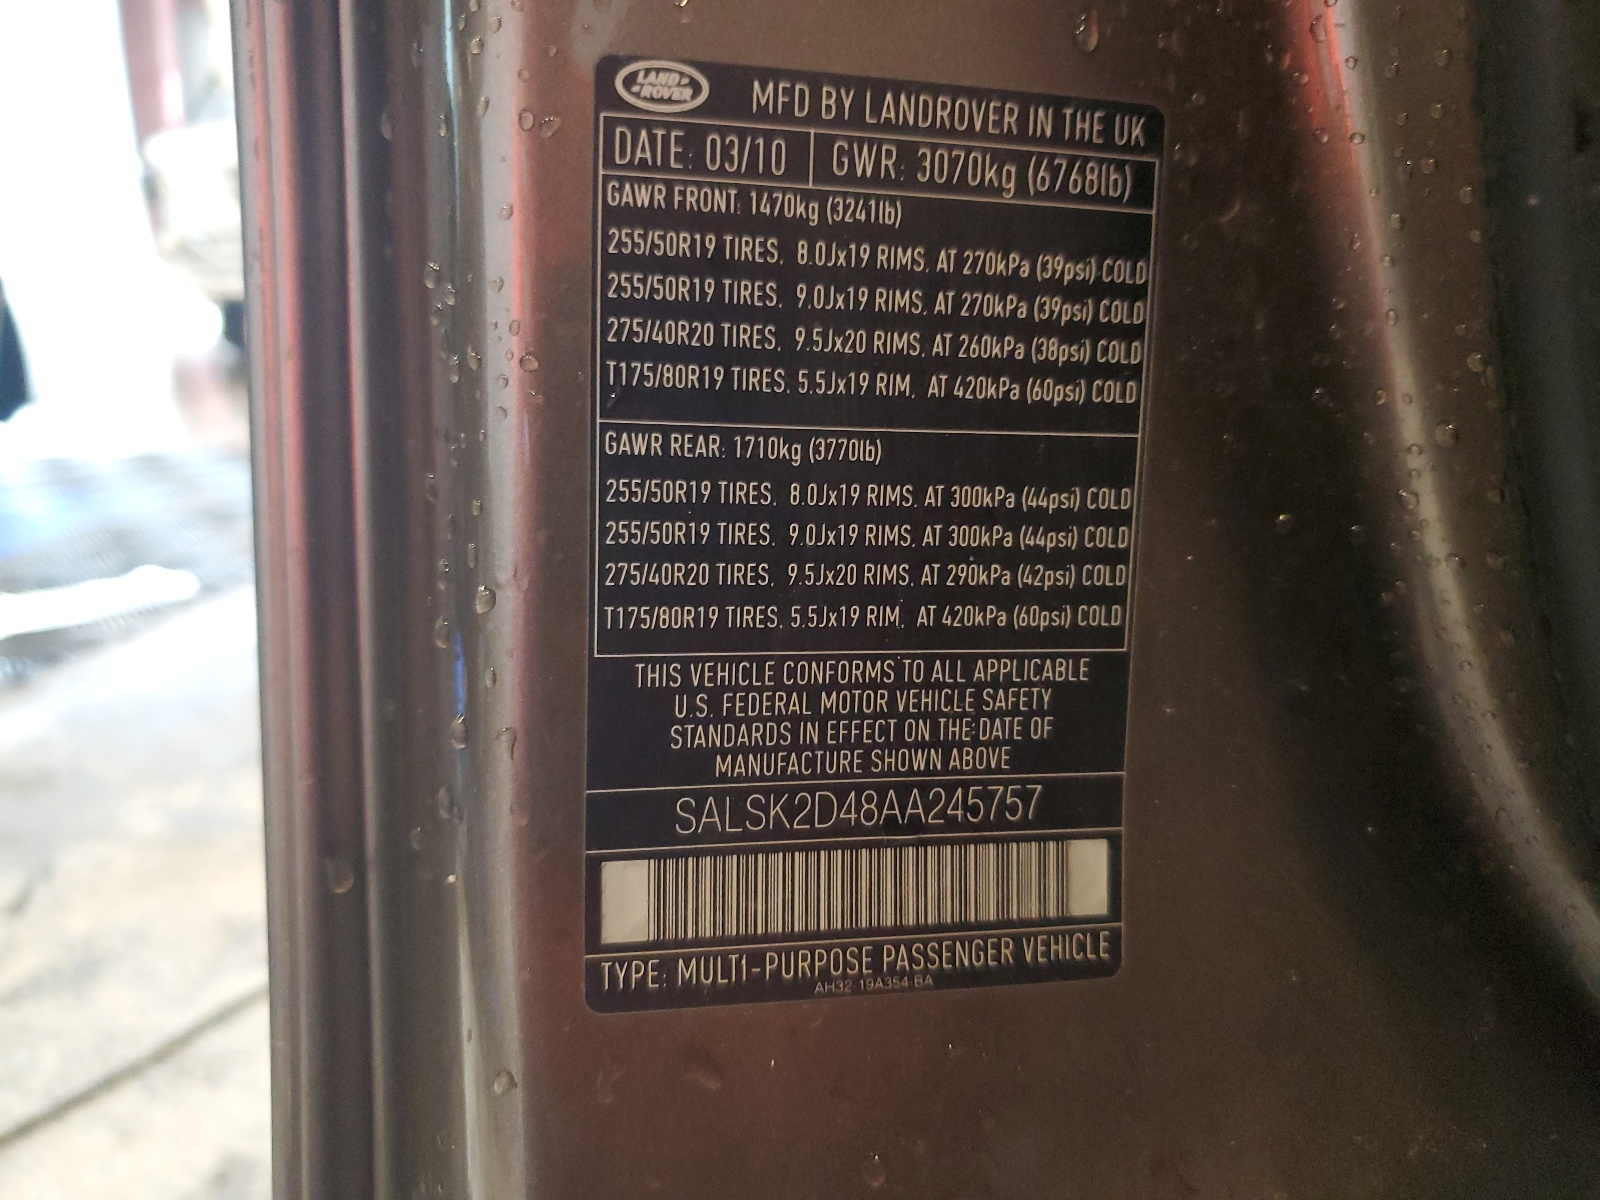 LAND ROVER
MFD BY LANDROVER IN THE UK
DATE: 03/10 GWR: 3070kg (6768lb)
GAWR FRONT: 1470kg (3241lb)
255/50R19 TIRES, 8.0Jx19 RIMS, AT 270kPa (39psi) COLD
255/50R19 TIRES, 9.0Jx19 RIMS, AT 270kPa (39psi) COLD
275/40R20 TIRES, 9.5Jx20 RIMS, AT 260kPa (38psi) COLD
T175/80R19 TIRES, 5.5Jx19 RIM, AT 420kPa (60psi) COLD
GAWR REAR: 1710kg (3770lb)
255/50R19 TIRES, 8.0Jx19 RIMS, AT 300kPa (44psi) COLD
255/50R19 TIRES, 9.0Jx19 RIMS, AT 300kPa (44psi) COLD
275/40R20 TIRES, 9.5Jx20 RIMS, AT 290kPa (42psi) COLD
T175/80R19 TIRES, 5.5Jx19 RIM, AT 420kPa (60psi) COLD
THIS VEHICLE CONFORMS TO ALL APPLICABLE
U.S. FEDERAL MOTOR VEHICLE SAFETY
STANDARDS IN EFFECT ON THE DATE OF
MANUFACTURE SHOWN ABOVE
SALSK2D48AA245757
TYPE: MULTI-PURPOSE PASSENGER VEHICLE
AH32-19A354-BA